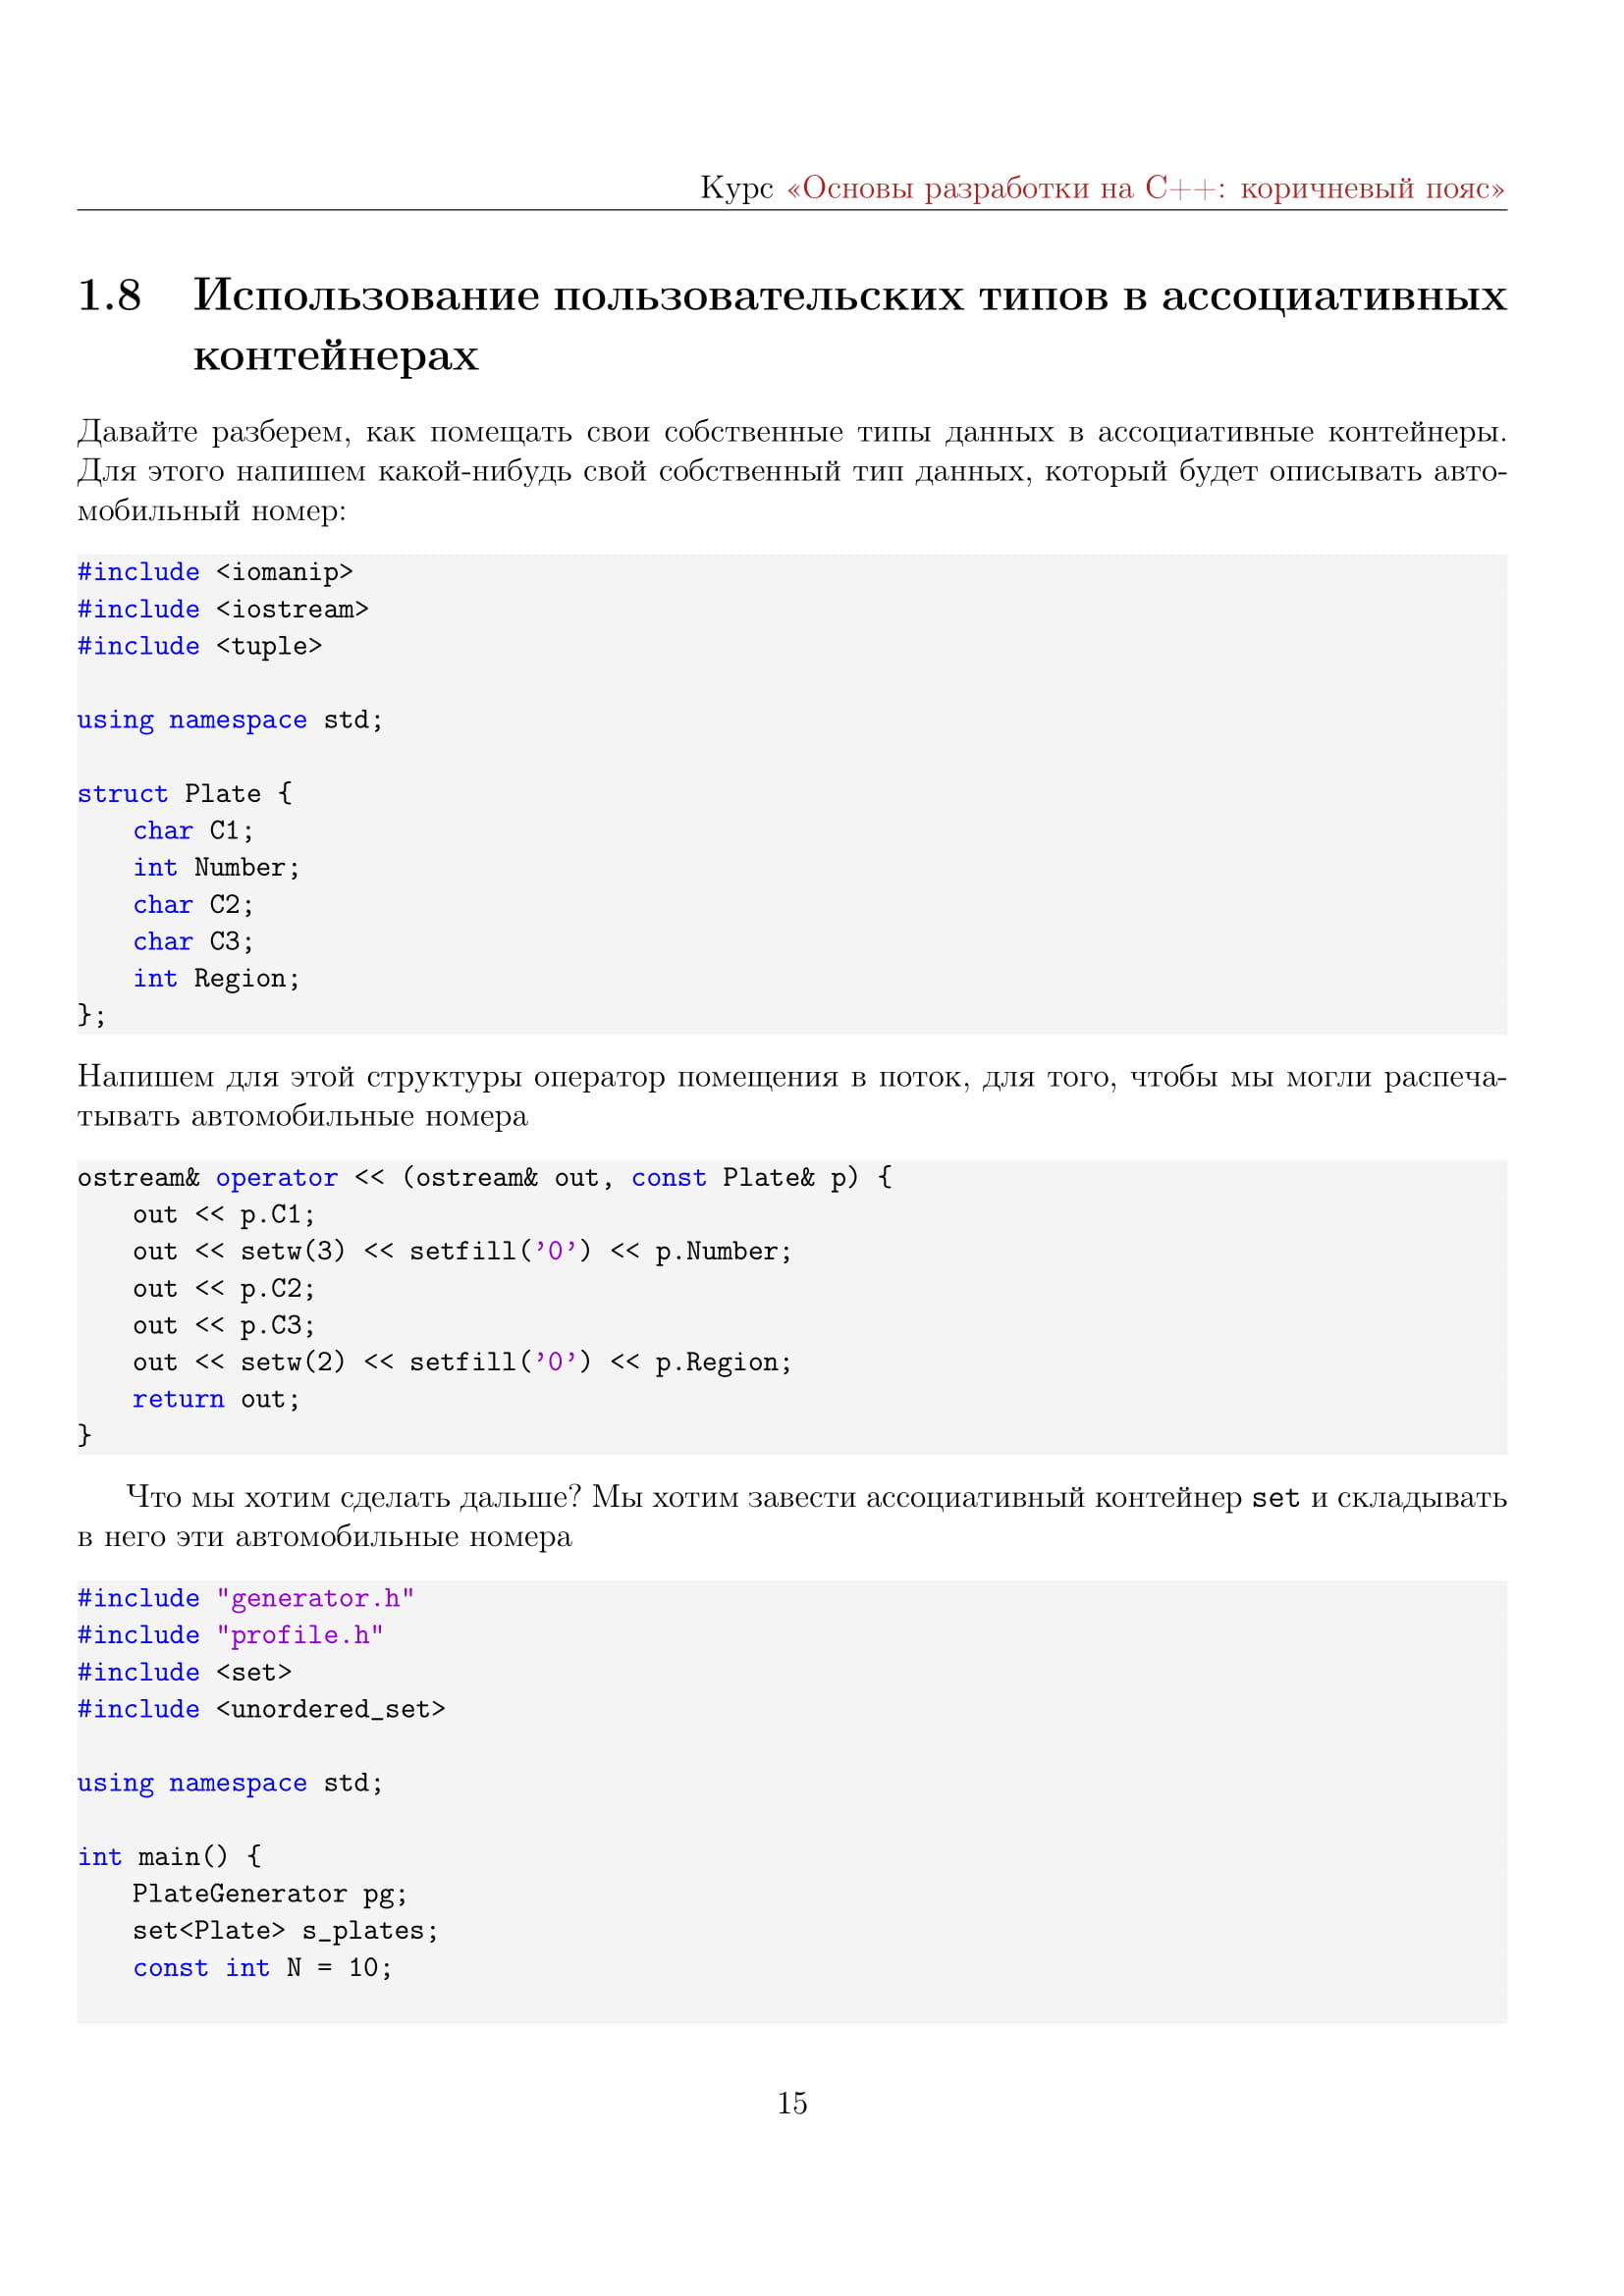 Курс «Основы разработки на C++: коричневый пояс»
1.8 Использование пользовательских типов в ассоциативных
контейнерах
Давайте разберем, как помещать свои собственные типы данных в ассоциативные контейнеры.
Для этого напишем какой-нибудь свой собственный тип данных, который будет описывать авто-
мобильный номер:
#include <iomanip>
#include <iostream>
#include <tuple>
using namespace std;
struct Plate {
char C1;
int Number;
char C2;
char C3;
int Region;
};
Напишем для этой структуры оператор помещения в поток, для того, чтобы мы могли распеча-
тывать автомобильные номера
ostream& operator << (ostream& out, const Plate& p) {
out << p.C1;
out << setw(3) << setfill('0') << p.Number;
out << p.C2;
out << p.C3;
out << setw(2) << setfill('0') << p.Region;
return out;
}
Что мы хотим сделать дальше? Мы хотим завести ассоциативный контейнер set и складывать
в него эти автомобильные номера
#include "generator.h"
#include "profile.h"
#include <set>
#include <unordered_set>
using namespace std;
int main() {
PlateGenerator pg;
set<Plate> s_plates;
const int N = 10;
15